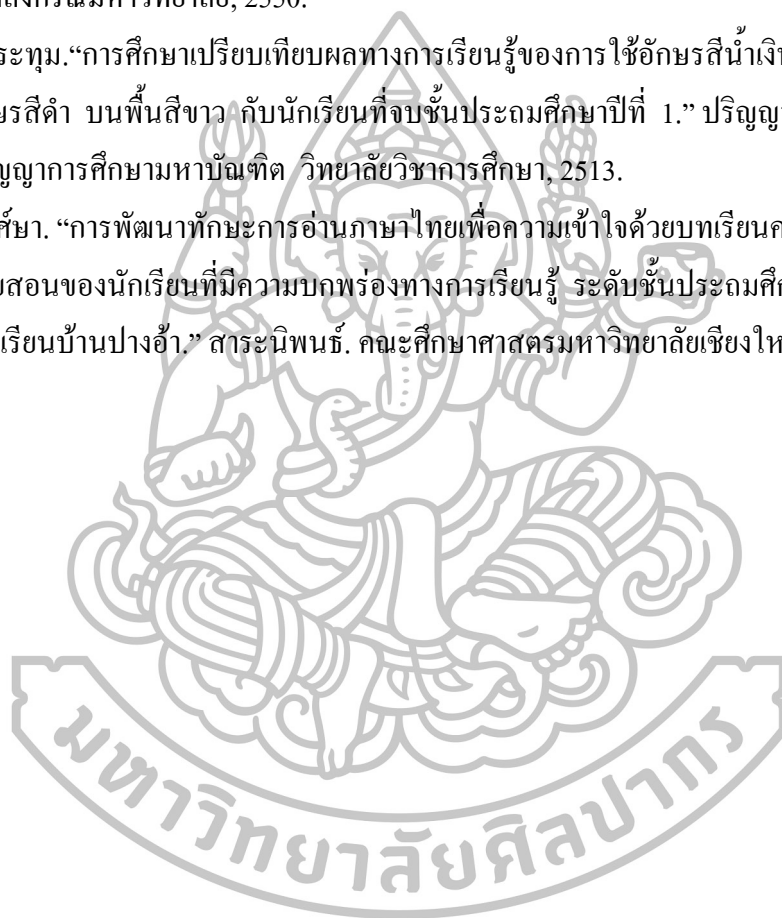 ลงกรณ์มหาวิทยาลัย, 2550.
ระทุม.“การศึกษาเปรียบเทียบผลทางการเรียนรู้ของการใช้อักษรสีน้ำเงิน
ษรสีดำ บนพื้นสีขาว กับนักเรียนที่จบชั้นประถมศึกษาปีที่ 1.” ปริญญา
ญญาการศึกษามหาบัณฑิต วิทยาลัยวิชาการศึกษา, 2513.
ศ์ษา. “การพัฒนาทักษะการอ่านภาษาไทยเพื่อความเข้าใจด้วยบทเรียนค
ยสอนของนักเรียนที่มีความบกพร่องทางการเรียนรู้ ระดับชั้นประถมศึก
เรียนบ้านปางอ้า.” สาระนิพนธ์. คณะศึกษาศาสตรมหาวิทยาลัยเชียงให
มหาวิทยาลัยศิลปากร